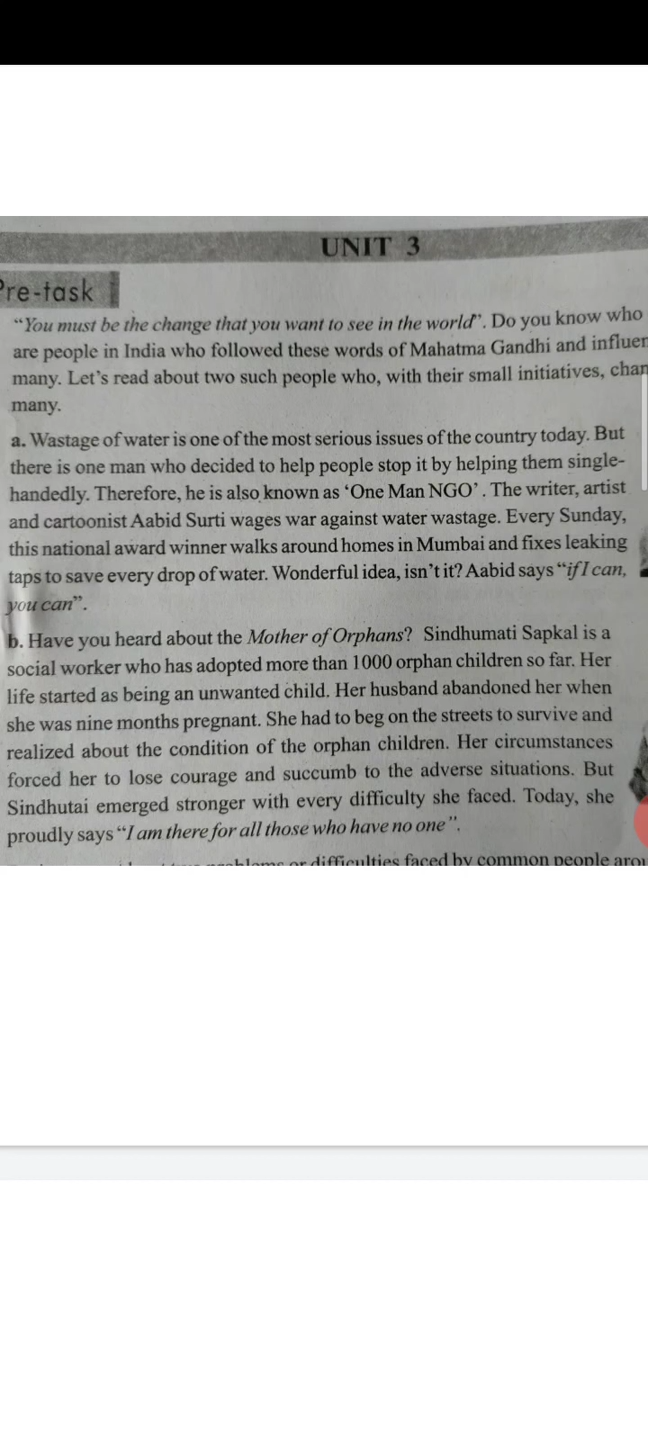 UNIT 3
Pre-task
"You must be the change that you want to see in the world". Do you know who
are people in India who followed these words of Mahatma Gandhi and
many. Let's read about two such people who, with their small initiatives,
many.
a. Wastage of water is one of the most serious issues of the country today. But
there is one man who decided to help people stop it by helping them single-
handedly. Therefore, he is also known as 'One Man NGO'. The writer, artist
and cartoonist Aabid Surti wages war against water wastage. Every Sunday,
this national award winner walks around homes in Mumbai and fixes leaking
taps to save every drop of water. Wonderful idea, isn't it? Aabid says "if I can,
you can".
b. Have you heard about the Mother of Orphans? Sindhumati Sapkal is a
social worker who has adopted more than 1000 orphan children so far. Her
life started as being an unwanted child. Her husband abandoned her when
she was nine months pregnant. She had to beg on the streets to survive and
realized about the condition of the orphan children. Her circumstances
forced her to lose courage and succumb to the adverse situations. But
Sindhutai emerged stronger with every difficulty she faced. Today, she
proudly says "I am there for all those who have no one".
or difficulties faced by common people